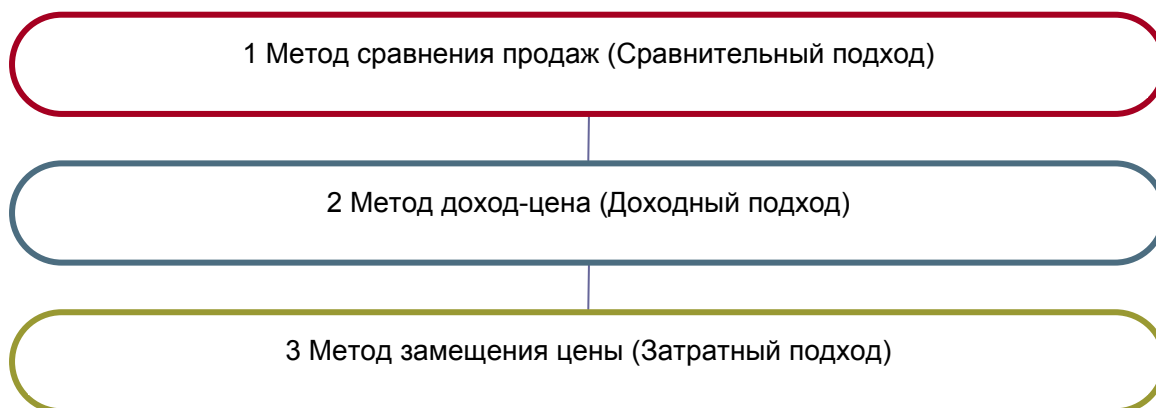 1 Метод сравнения продаж (Сравнительный подход)
2 Метод доход-цена (Доходный подход)
3 Метод замещения цены (Затратный подход)